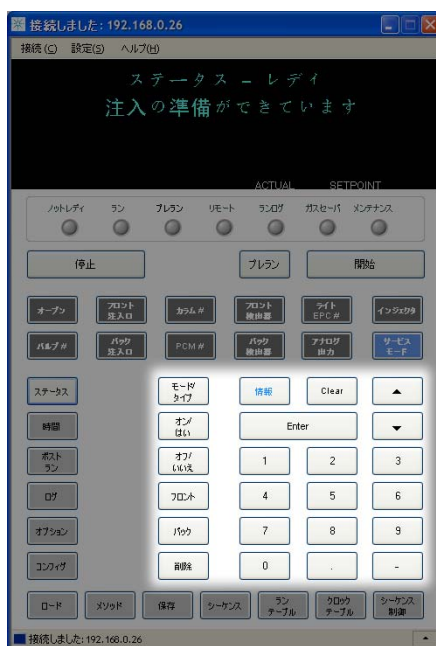 接続しました: 192.168.0.26
接続(C) 設定(S) ヘルプ(H)
ステータス - レディ
注入の準備ができています
ACTUAL SETPOINT
ノットレディ ラン プレラン リモート ランログ ガスセーバ メンテナンス
停止 プレラン 開始
オーブン フロント カラム# フロント ライト インジェクタ
注入口 検出器 EPC#
バルブ# バック PCM# バック アナログ サービス
注入口 検出器 出力 モード
ステータス モード/ 情報 Clear ▲
タイプ
時間 オン/ Enter ▼
はい
ポスト オフ/ 1 2 3
ラン いいえ
ログ フロント 4 5 6
オプション バック 7 8 9
コンフィグ 削除 0 . -
ロード メソッド 保存 シーケンス ラン クロック シーケンス
テーブル テーブル 制御
接続しました: 192.168.0.26